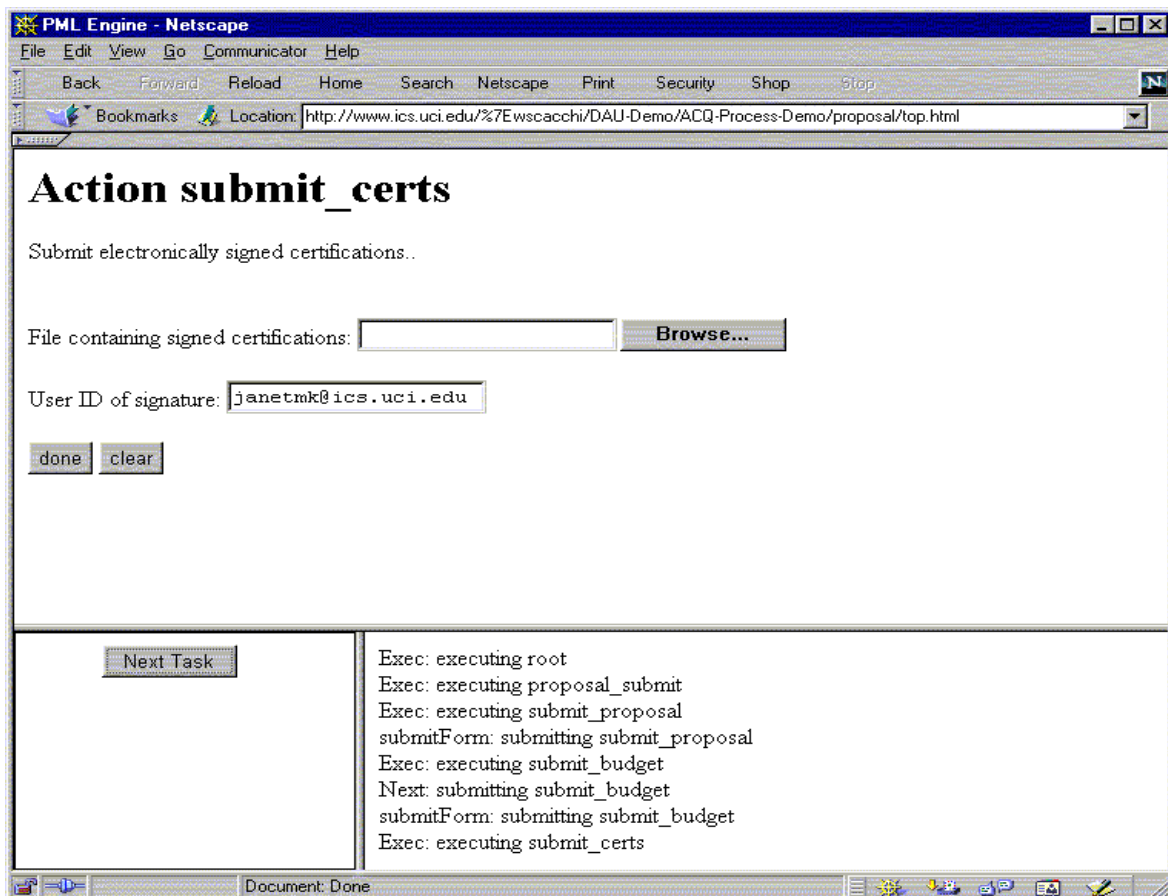 PML Engine - Netscape
File Edit View Go Communicator Help
Back Forward Reload Home Search Netscape Print Security Shop Stop
N
Bookmarks Location: http://www.ics.uci.edu/%7Ewscacchi/DAU-Demo/ACQ-Process-Demo/proposal/top.html
Action submit_certs
Submit electronically signed certifications..
File containing signed certifications: Browse...
User ID of signature: janetmk@ics.uci.edu
done clear
Next Task
Exec: executing root
Exec: executing proposal_submit
Exec: executing submit_proposal
submitForm: submitting submit_proposal
Exec: executing submit_budget
Next: submitting submit_budget
submitForm: submitting submit_budget
Exec: executing submit_certs
Document: Done